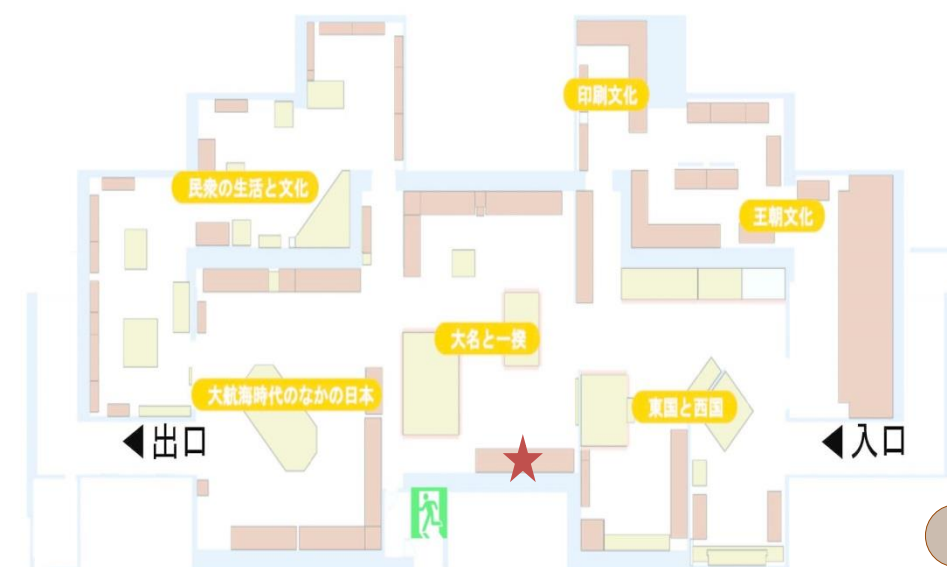 印刷文化
民衆の生活と文化
王朝文化
大名と一揆
大航海時代のなかの日本
東国と西国
◀出口
◀入口